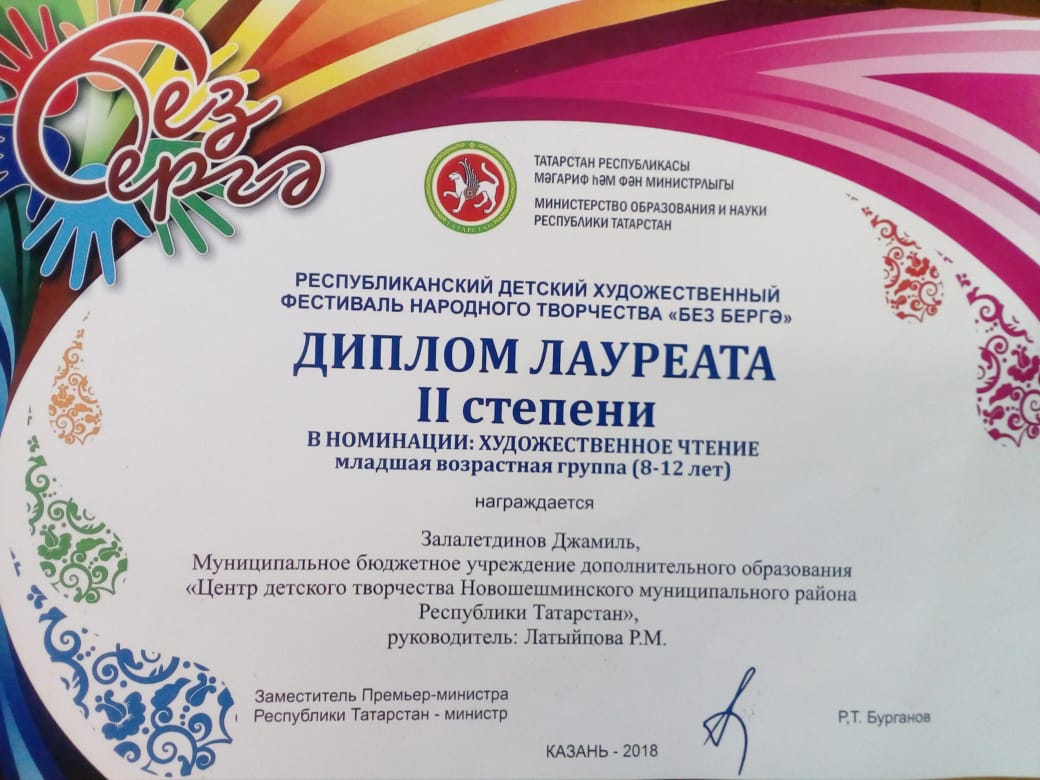 Без
Бергә
ТАТАРСТАН РЕСПУБЛИКАСЫ
МӘГАРИФ ҺӘМ ФӘН МИНИСТРЛЫГЫ
МИНИСТЕРСТВО ОБРАЗОВАНИЯ И НАУКИ
РЕСПУБЛИКИ ТАТАРСТАН
ТАТАРСТАН
РЕСПУБЛИКАНСКИЙ ДЕТСКИЙ ХУДОЖЕСТВЕННЫЙ
ФЕСТИВАЛЬ НАРОДНОГО ТВОРЧЕСТВА «БЕЗ БЕРГӘ»
ДИПЛОМ ЛАУРЕАТА
II степени
В НОМИНАЦИИ: ХУДОЖЕСТВЕННОЕ ЧТЕНИЕ
младшая возрастная группа (8-12 лет)
награждается
Залалетдинов Джамиль,
Муниципальное бюджетное учреждение дополнительного образования
«Центр детского творчества Новошешминского муниципального района
Республики Татарстан»,
руководитель: Латыйпова Р.М.
Заместитель Премьер-министра
Республики Татарстан - министр
Р,Т. Бурганов
КАЗАНЬ - 2018